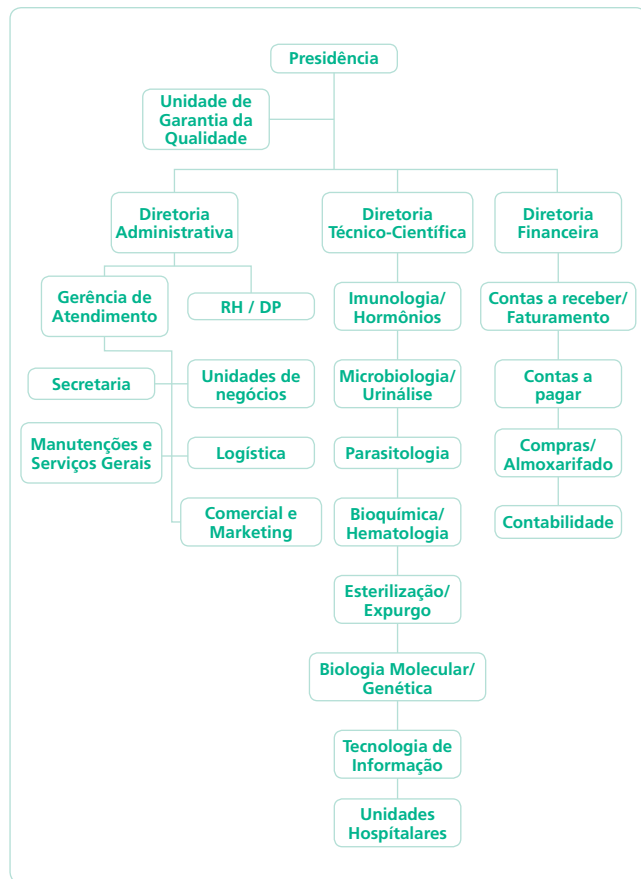 Presidência
Unidade de
Garantia da
Qualidade
Diretoria
Administrativa
Diretoria
Técnico-Científica
Diretoria
Financeira
Gerência de
Atendimento
RH / DP
Imunologia/
Hormônios
Contas a receber/
Faturamento
Secretaria
Unidades de
negócios
Microbiologia/
Urinálise
Contas a
pagar
Manutenções e
Serviços Gerais
Logística
Parasitologia
Compras/
Almoxarifado
Comercial e
Marketing
Bioquímica/
Hematologia
Contabilidade
Esterilização/
Expurgo
Biologia Molecular/
Genética
Tecnologia de
Informação
Unidades
Hospítalares